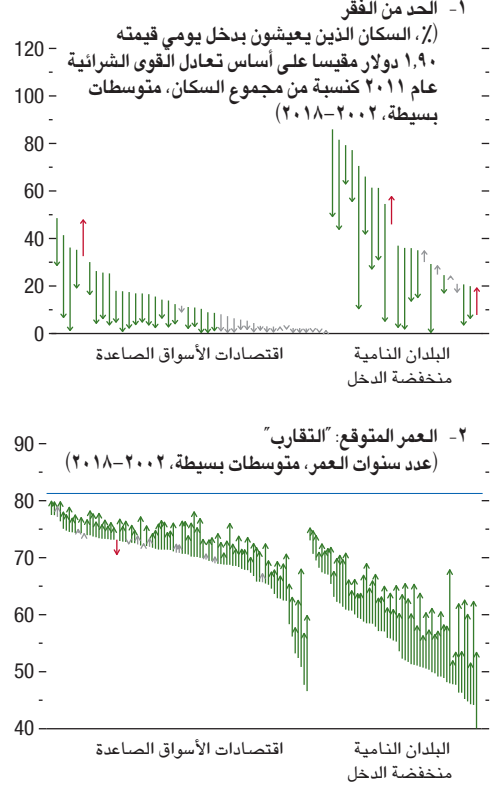 ١- الحد من الفقر
(٪، السكان الذين يعيشون بدخل يومي قيمته
١,٩٠ دولار مقيسا على أساس تعادل القوى الشرائية
عام ٢٠١١ كنسبة من مجموع السكان، متوسطات
بسيطة، ٢٠٠٢–٢٠١٨)
120
100
80
60
40
20
0
اقتصادات الأسواق الصاعدة
البلدان النامية
منخفضة الدخل
٢- العمر المتوقع: "التقارب"
(عدد سنوات العمر، متوسطات بسيطة، ٢٠٠٢–٢٠١٨)
90
80
70
60
50
40
اقتصادات الأسواق الصاعدة
البلدان النامية
منخفضة الدخل